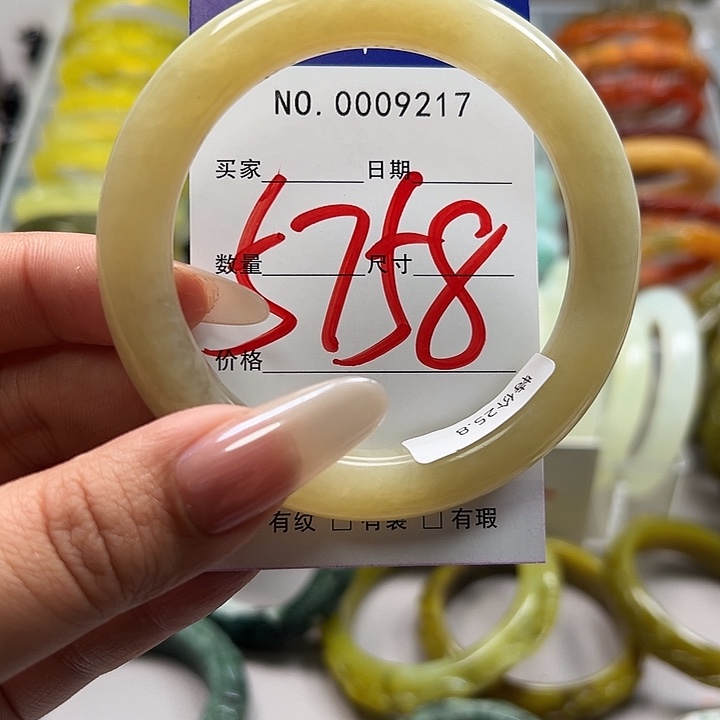 NO. 0009217
买家 日期
5758
数量 尺寸
价格
有纹 □ 有裂 □ 有瑕